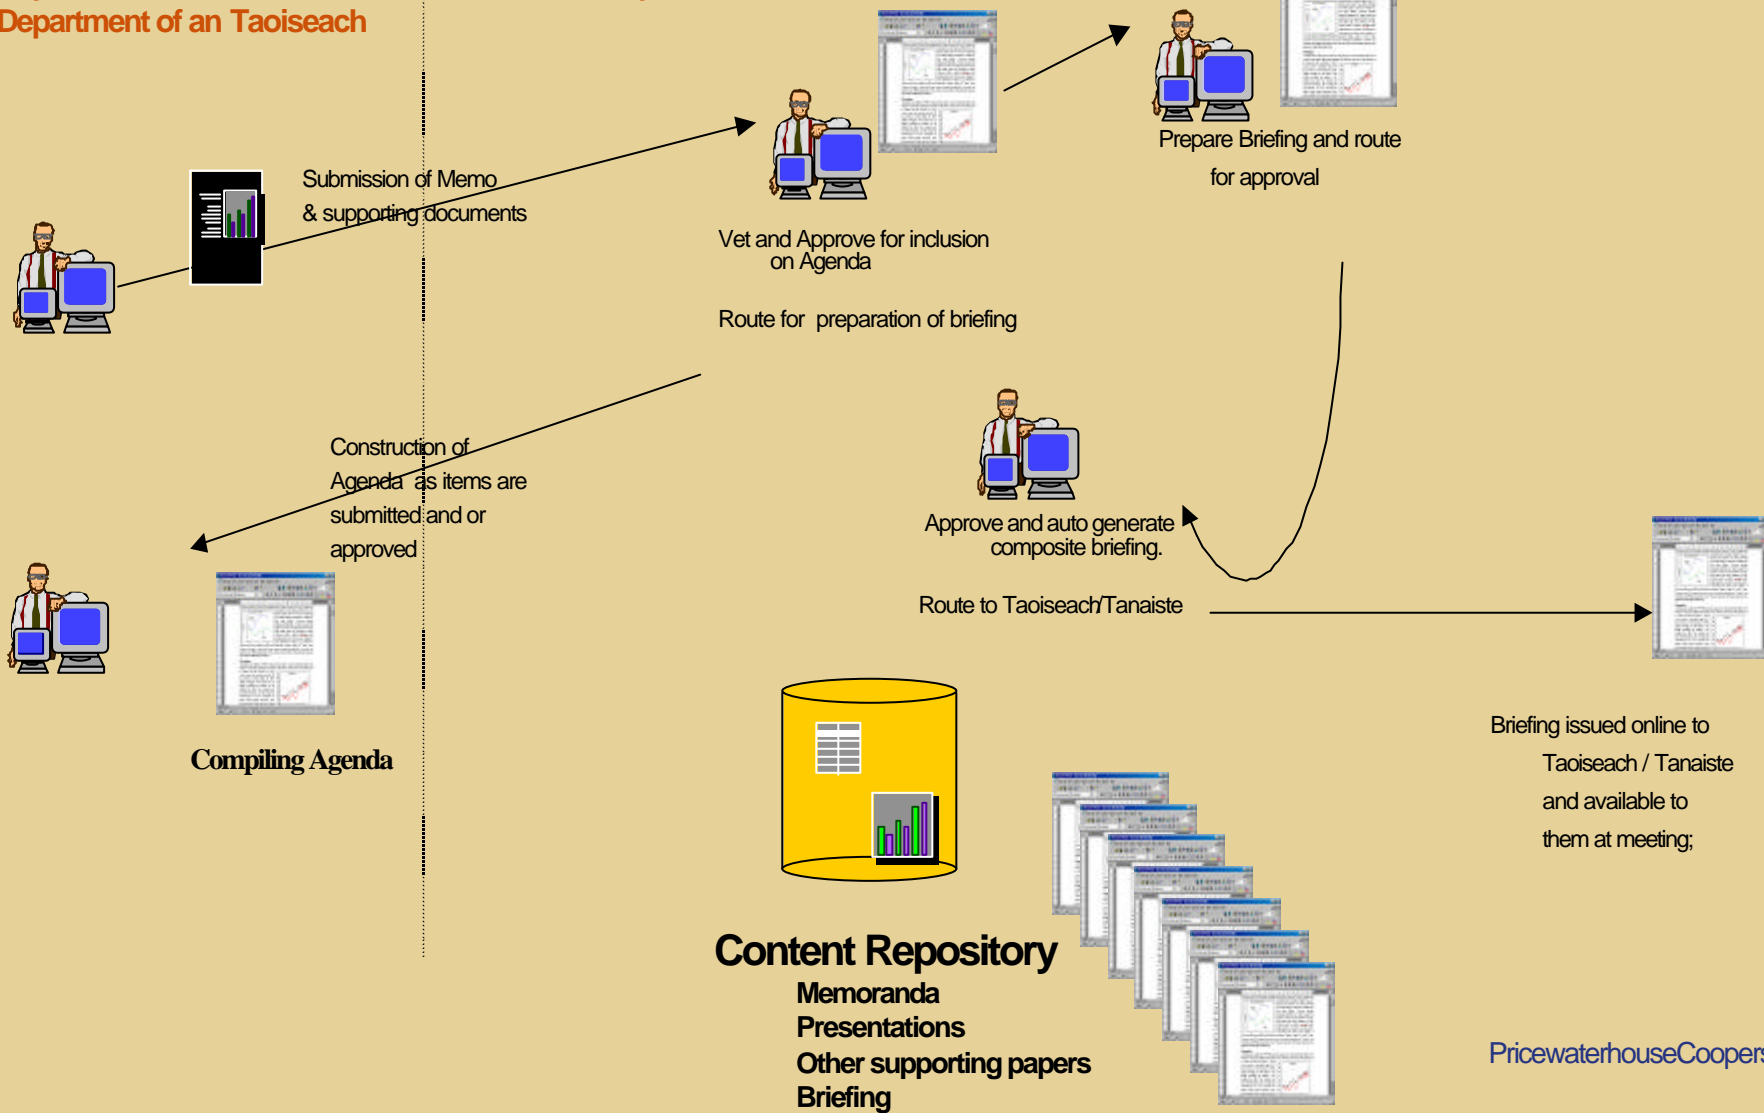 Department of an Taoiseach
Submission of Memo
& supporting documents
Vet and Approve for inclusion
on Agenda
Route for preparation of briefing
Prepare Briefing and route
for approval
Construction of
Agenda as items are
submitted and or
approved
Approve and auto generate
composite briefing.
Route to Taoiseach/Tanaiste
Compiling Agenda
Briefing issued online to
Taoiseach / Tanaiste
and available to
them at meeting;
Content Repository
Memoranda
Presentations
Other supporting papers
Briefing
PricewaterhouseCoopers